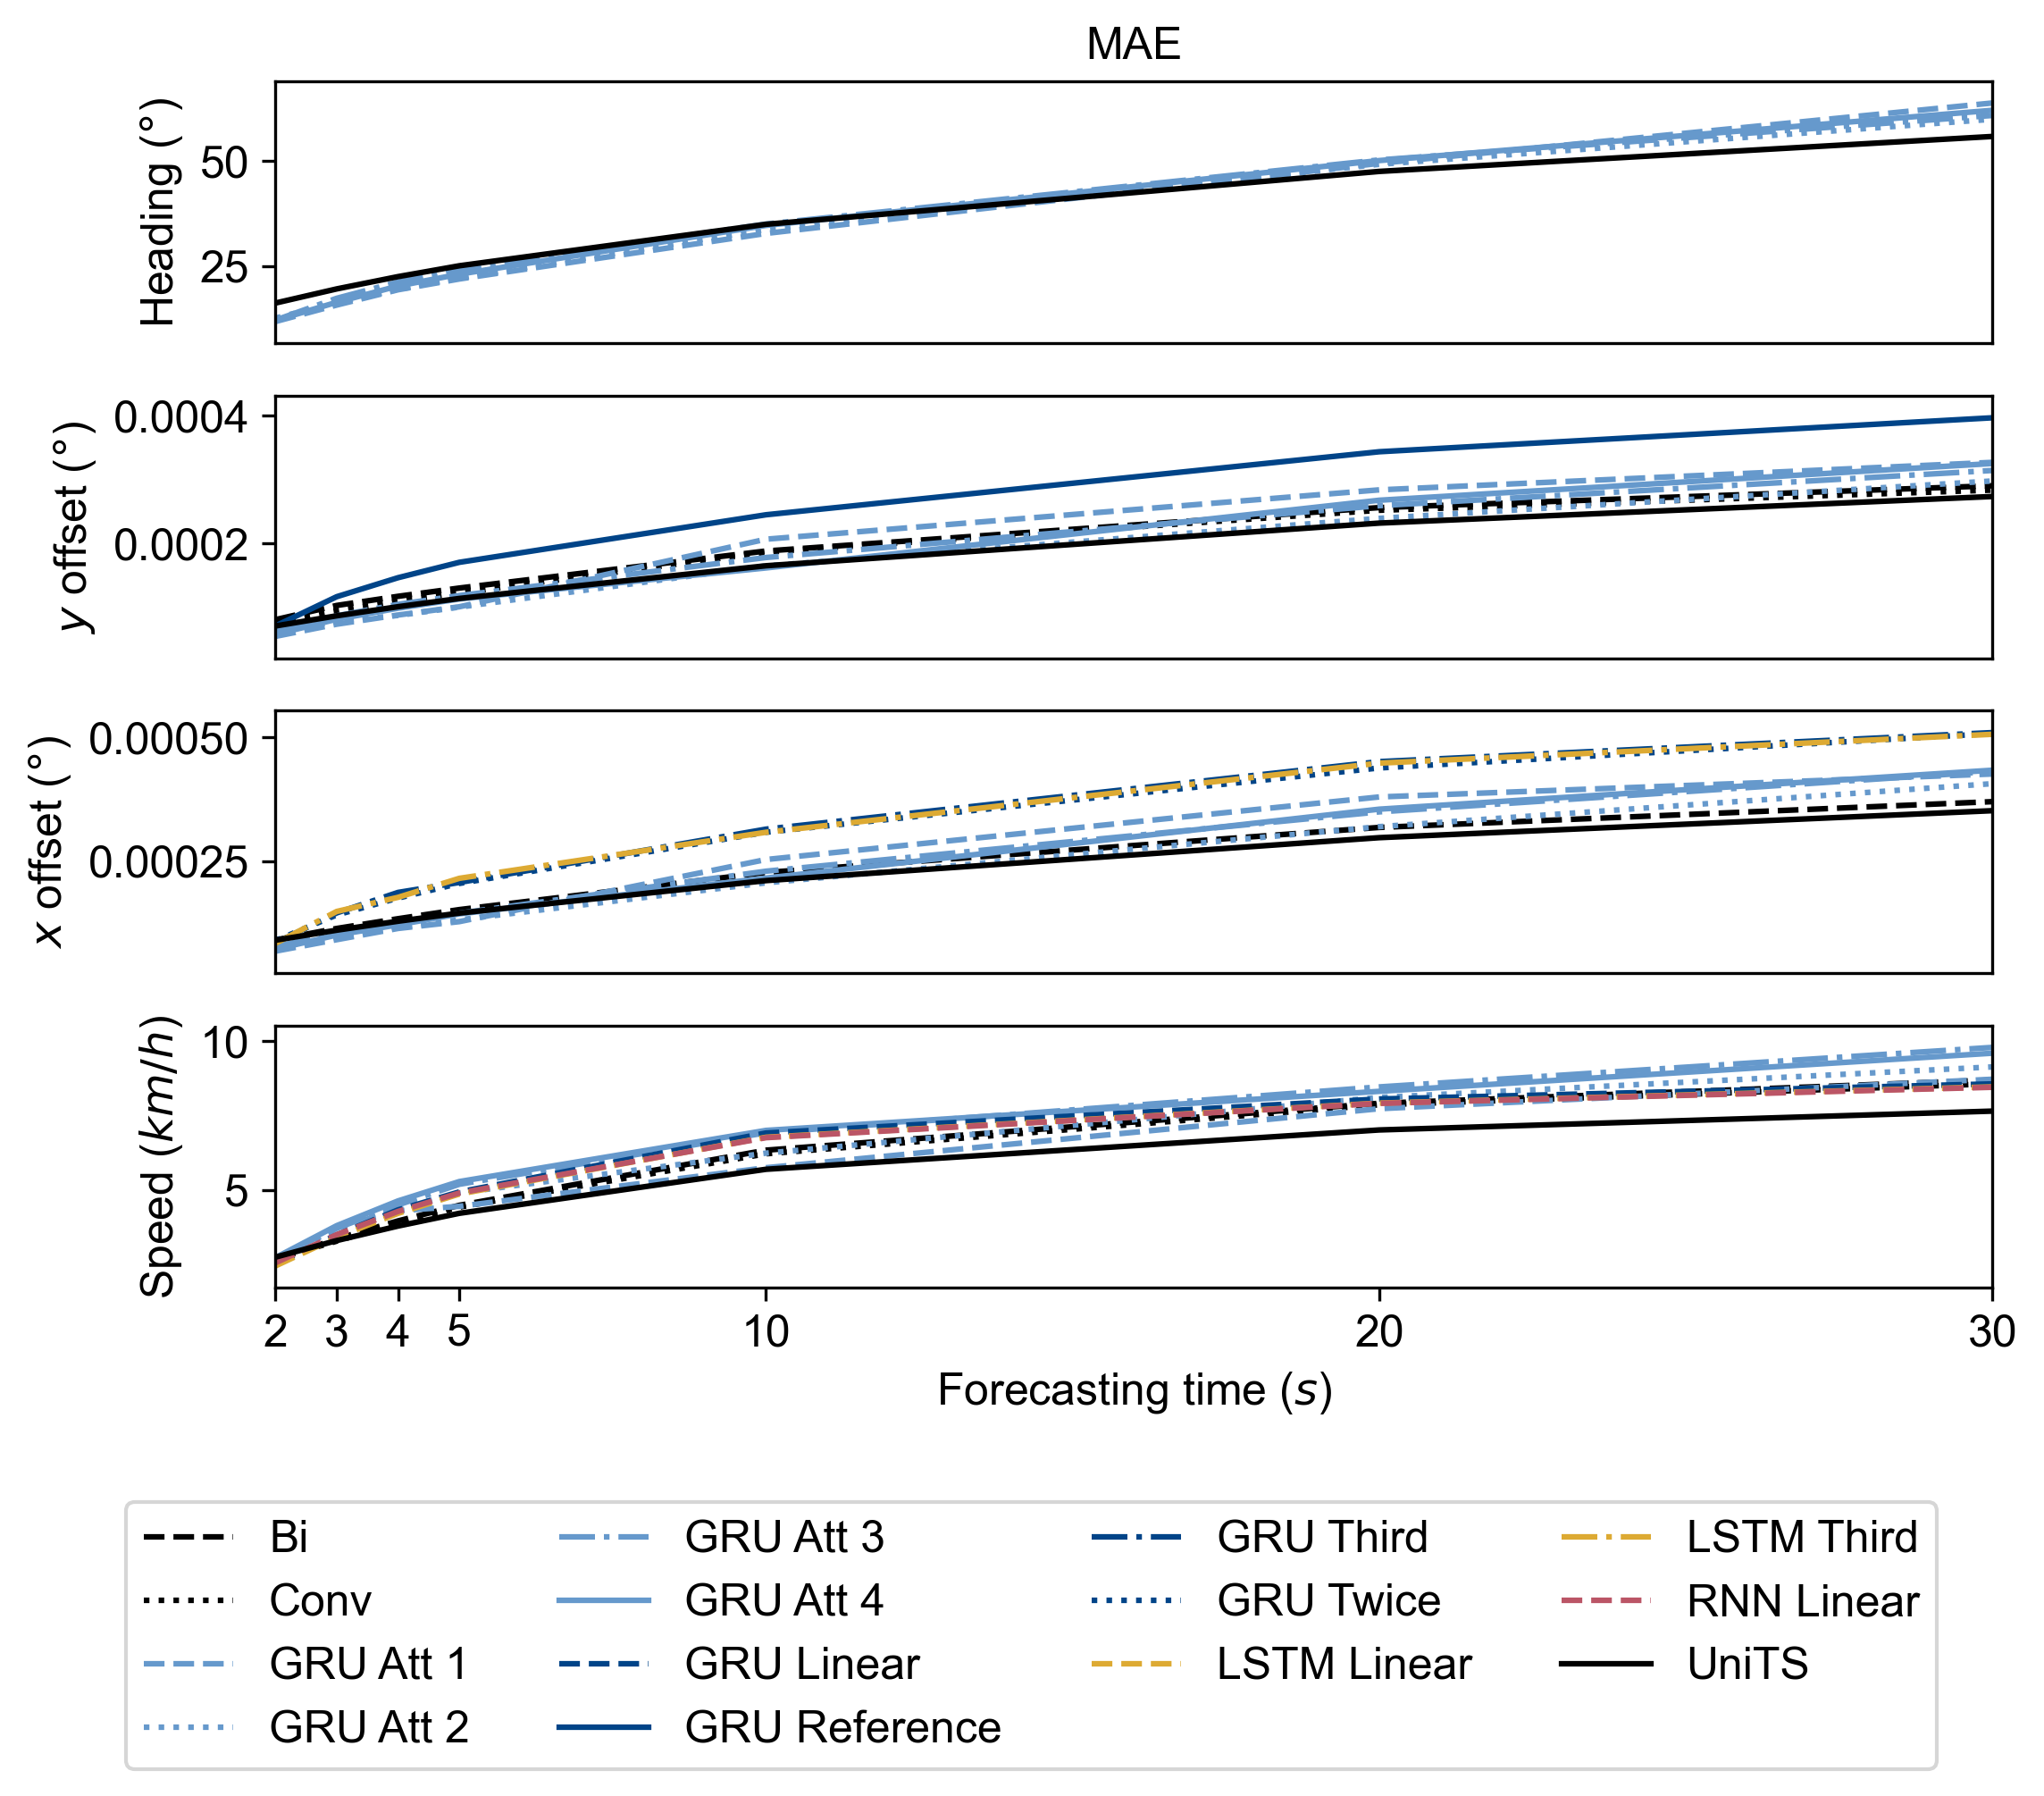 MAE
Heading (°)
50
25
y offset (°)
0.0004
0.0002
x offset (°)
0.00050
0.00025
Speed (km/h)
10
5
2 3 4 5 10 20 30
Forecasting time (s)
Bi GRU Att 3 GRU Third LSTM Third
Conv GRU Att 4 GRU Twice RNN Linear
GRU Att 1 GRU Linear LSTM Linear UniTS
GRU Att 2 GRU Reference